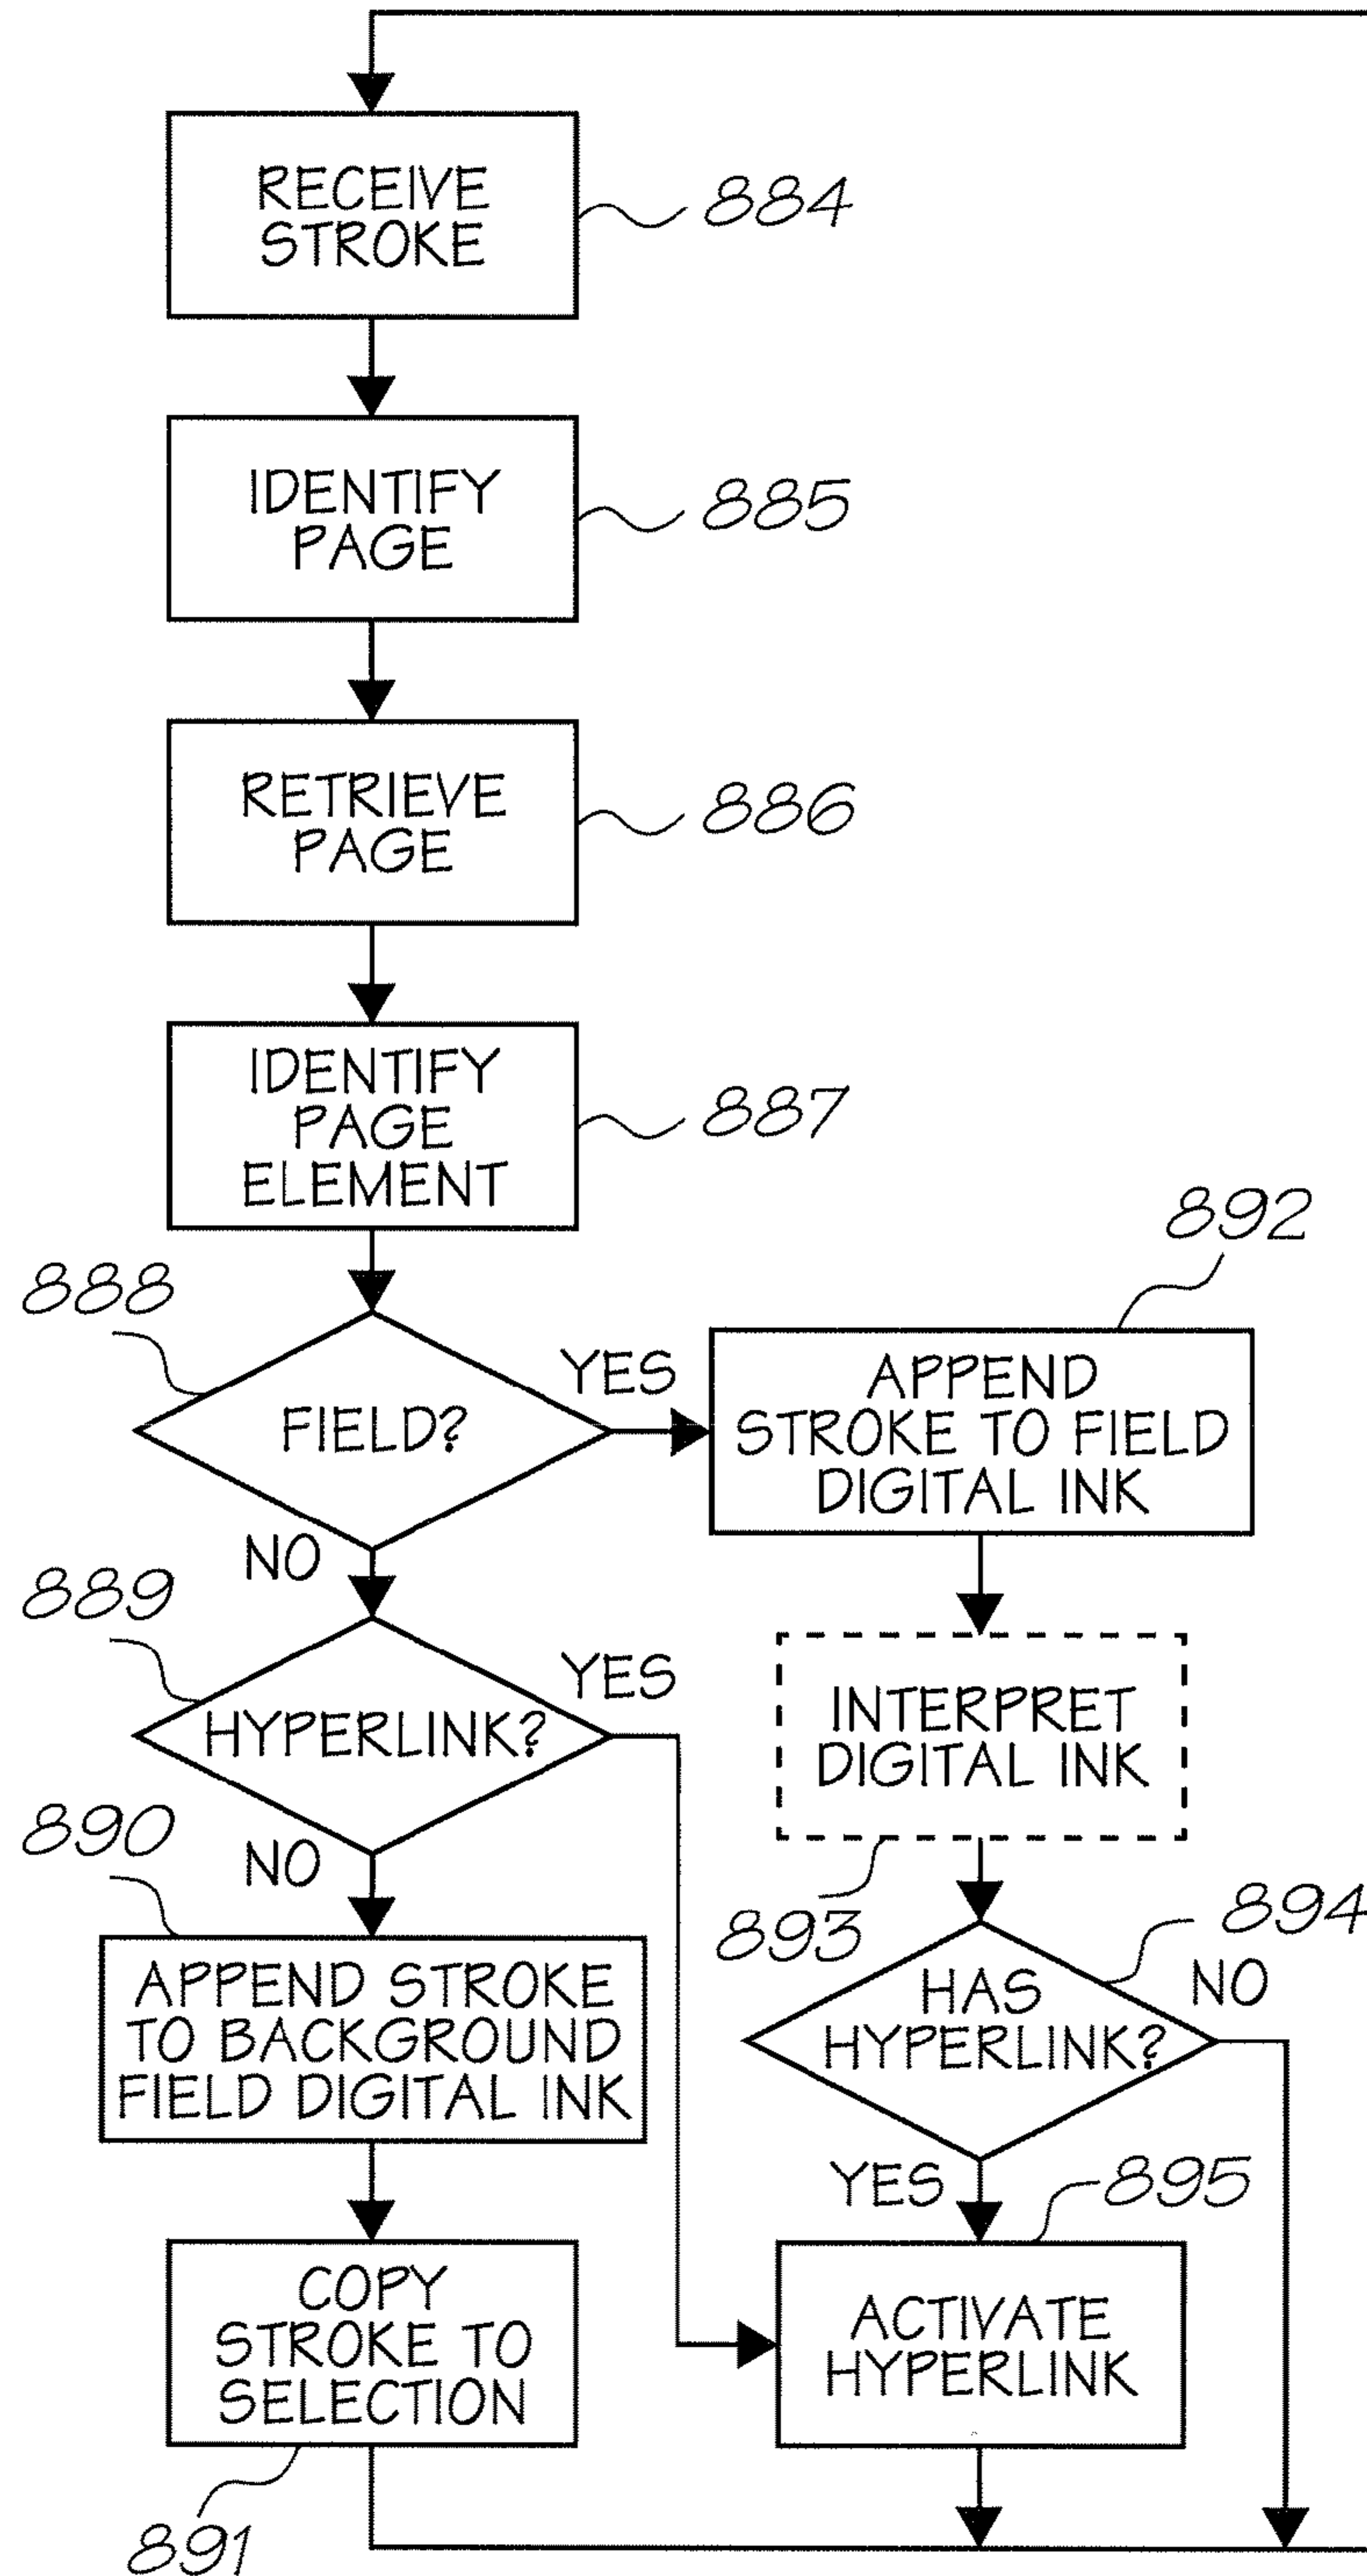 RECEIVE
STROKE
884
IDENTIFY
PAGE
885
RETRIEVE
PAGE
886
IDENTIFY
PAGE
ELEMENT
887
888
FIELD?
YES
NO
892
APPEND
STROKE TO FIELD
DIGITAL INK
889
HYPERLINK?
YES
NO
INTERPRET
DIGITAL INK
893
890
APPEND STROKE
TO BACKGROUND
FIELD DIGITAL INK
894
HAS
HYPERLINK?
NO
YES
895
COPY
STROKE TO
SELECTION
891
ACTIVATE
HYPERLINK